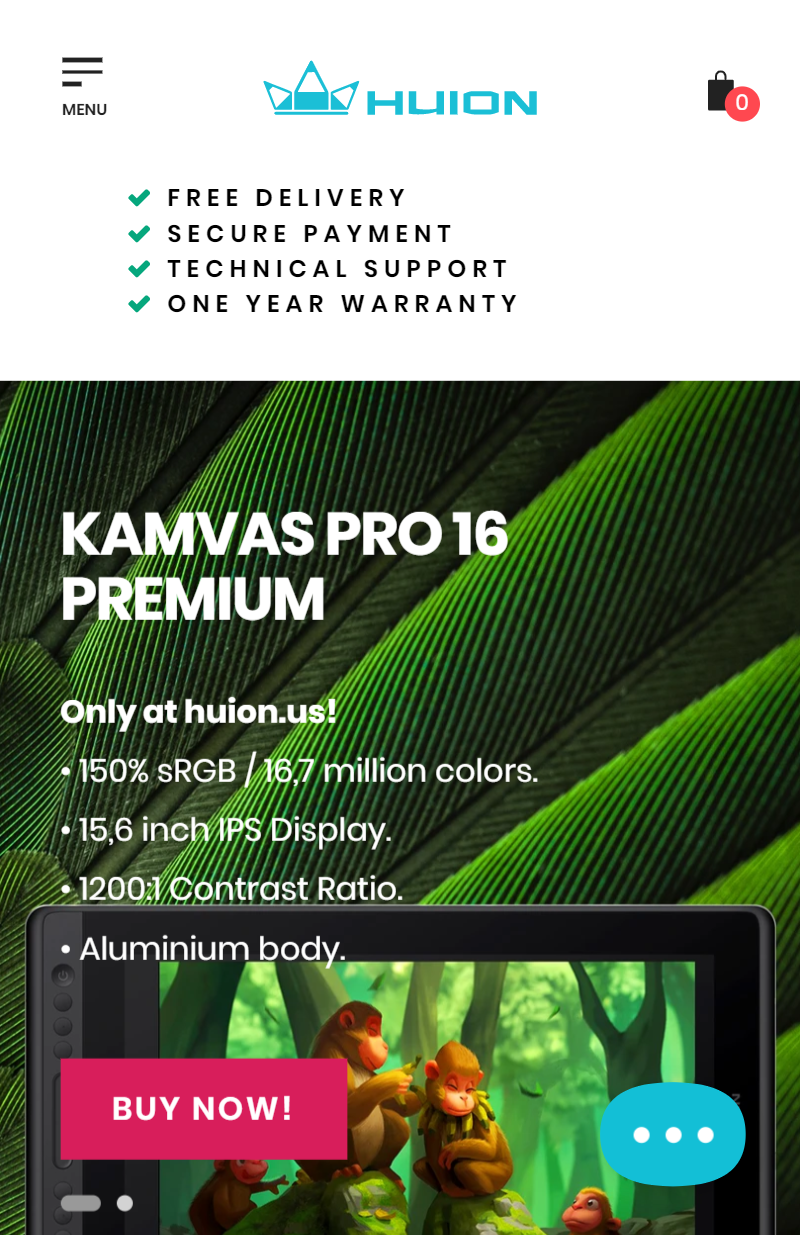 MENU
HUION
0
FREE DELIVERY
SECURE PAYMENT
TECHNICAL SUPPORT
ONE YEAR WARRANTY
KAMVAS PRO 16
PREMIUM
Only at huion.us!
• 150% sRGB / 16,7 million colors.
• 15,6 inch IPS Display.
• 1200:1 Contrast Ratio.
• Aluminium body.
BUY NOW!